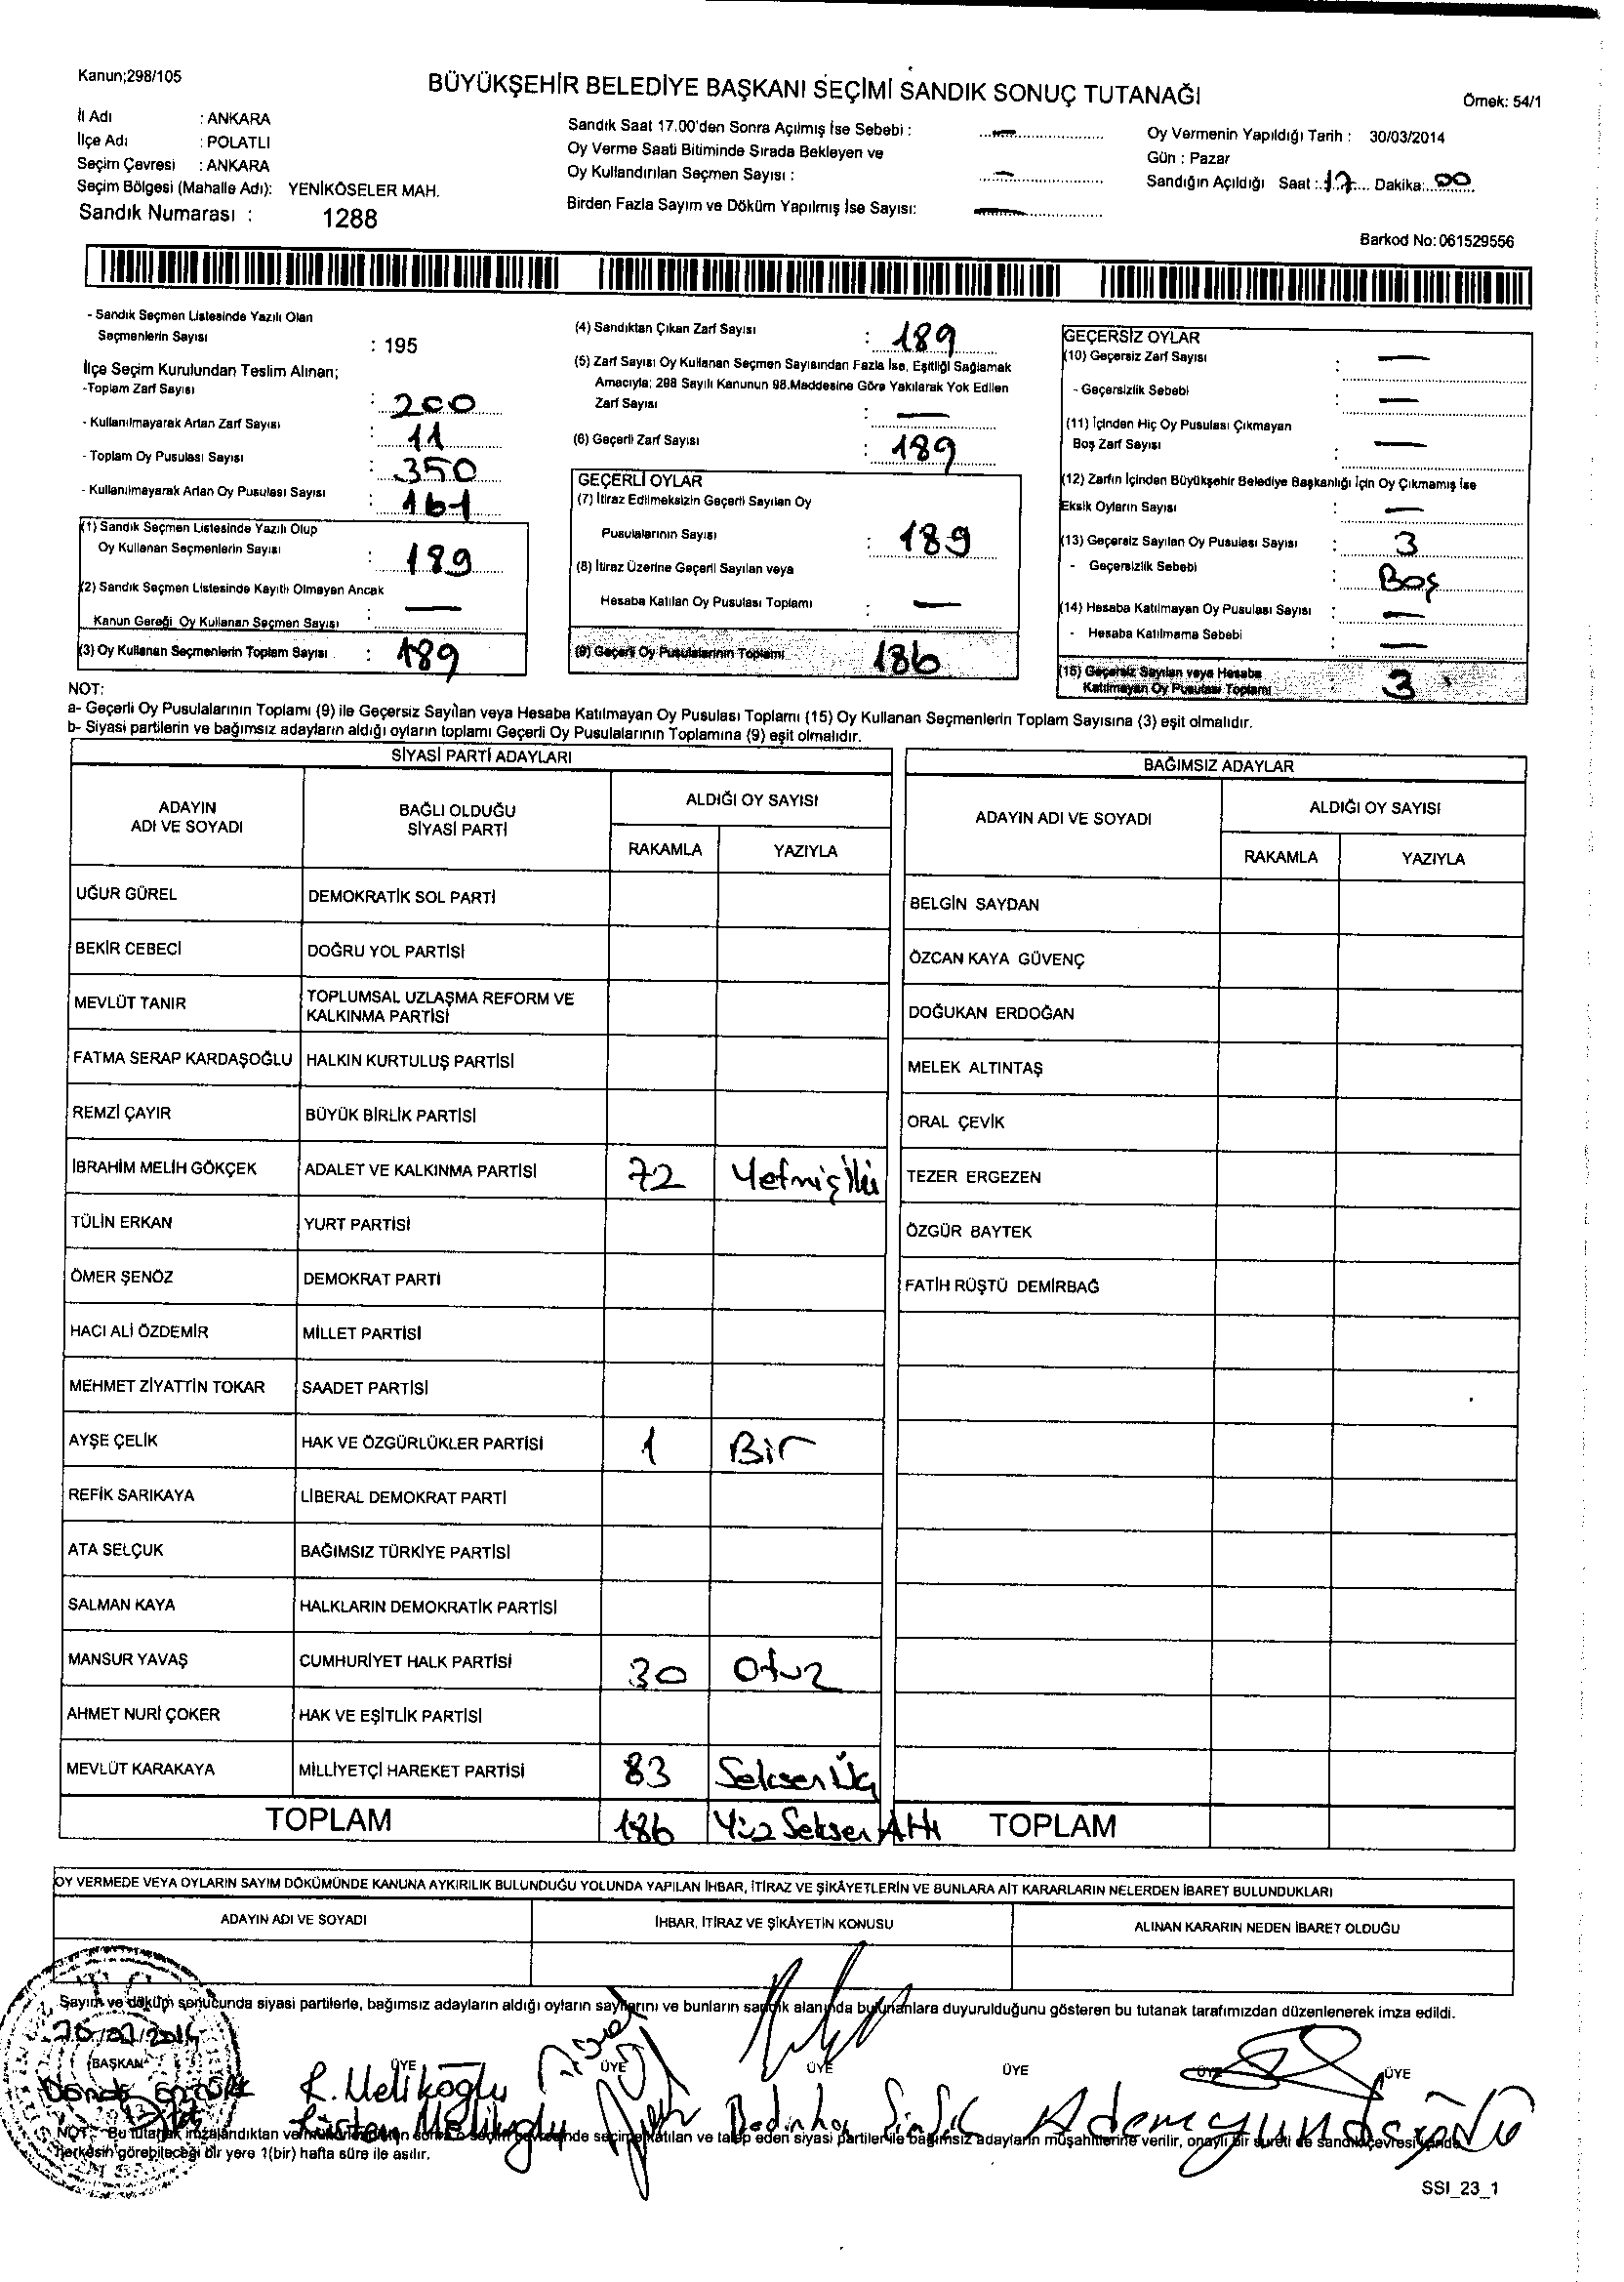 Kanun;298/105
BÜYÜKŞEHİR BELEDİYE BAŞKANI SEÇİMİ SANDIK SONUÇ TUTANAĞI
Örnek: 54/1
İl Adı : ANKARA
İlçe Adı : POLATLI
Seçim Çevresi : ANKARA
Seçim Bölgesi (Mahalle Adı): YENİKÖSELER MAH.
Sandık Numarası : 1288
Sandık Saat 17.00'den Sonra Açılmış İse Sebebi : —
Oy Verme Saati Bitiminde Sırada Bekleyen ve
Oy Kullandırılan Seçmen Sayısı : —
Birden Fazla Sayım ve Döküm Yapılmış İse Sayısı: —
Oy Vermenin Yapıldığı Tarih : 30/03/2014
Gün : Pazar
Sandığın Açıldığı Saat : 17 Dakika: 00
Barkod No: 061529556
- Sandık Seçmen Listesinde Yazılı Olan
Seçmenlerin Sayısı : 195
İlçe Seçim Kurulundan Teslim Alınan;
-Toplam Zarf Sayısı : 200
- Kullanılmayarak Artan Zarf Sayısı : 11
- Toplam Oy Pusulası Sayısı : 350
- Kullanılmayarak Artan Oy Pusulası Sayısı : 161
(1) Sandık Seçmen Listesinde Yazılı Olup
Oy Kullanan Seçmenlerin Sayısı : 189
(2) Sandık Seçmen Listesinde Kayıtlı Olmayan Ancak
Kanun Gereği Oy Kullanan Seçmen Sayısı : —
(3) Oy Kullanan Seçmenlerin Toplam Sayısı : 189
(4) Sandıktan Çıkan Zarf Sayısı : 189
(5) Zarf Sayısı Oy Kullanan Seçmen Sayısından Fazla İse, Eşitliği Sağlamak
Amacıyla; 298 Sayılı Kanunun 98.Maddesine Göre Yakılarak Yok Edilen
Zarf Sayısı : —
(6) Geçerli Zarf Sayısı : 189
GEÇERLİ OYLAR
(7) İtiraz Edilmeksizin Geçerli Sayılan Oy
Pusulalarının Sayısı : 189
(8) İtiraz Üzerine Geçerli Sayılan veya
Hesaba Katılan Oy Pusulası Toplamı : —
(9) Geçerli Oy Pusulalarının Toplamı 186
GEÇERSİZ OYLAR
(10) Geçersiz Zarf Sayısı : —
- Geçersizlik Sebebi : —
(11) İçinden Hiç Oy Pusulası Çıkmayan
Boş Zarf Sayısı : —
(12) Zarfın İçinden Büyükşehir Belediye Başkanlığı İçin Oy Çıkmamış İse
Eksik Oyların Sayısı : —
(13) Geçersiz Sayılan Oy Pusulası Sayısı : 3
- Geçersizlik Sebebi : Boş
(14) Hesaba Katılmayan Oy Pusulası Sayısı : —
- Hesaba Katılmama Sebebi : —
(15) Geçersiz Sayılan veya Hesaba
Katılmayan Oy Pusulası Toplamı : 3
NOT:
a- Geçerli Oy Pusulalarının Toplamı (9) ile Geçersiz Sayılan veya Hesaba Katılmayan Oy Pusulası Toplamı (15) Oy Kullanan Seçmenlerin Toplam Sayısına (3) eşit olmalıdır.
b- Siyasi partilerin ve bağımsız adayların aldığı oyların toplamı Geçerli Oy Pusulalarının Toplamına (9) eşit olmalıdır.
SİYASİ PARTİ ADAYLARI
ADAYIN ADI VE SOYADI
BAĞLI OLDUĞU SİYASİ PARTİ
ALDIĞI OY SAYISI
RAKAMLA YAZIYLA
UĞUR GÜREL DEMOKRATİK SOL PARTİ
BEKİR CEBECİ DOĞRU YOL PARTİSİ
MEVLÜT TANIR TOPLUMSAL UZLAŞMA REFORM VE
KALKINMA PARTİSİ
FATMA SERAP KARDAŞOĞLU HALKIN KURTULUŞ PARTİSİ
REMZİ ÇAYIR BÜYÜK BİRLİK PARTİSİ
İBRAHİM MELİH GÖKÇEK ADALET VE KALKINMA PARTİSİ 72 Yetmiş İki
TÜLİN ERKAN YURT PARTİSİ
ÖMER ŞENÖZ DEMOKRAT PARTİ
HACI ALİ ÖZDEMİR MİLLET PARTİSİ
MEHMET ZİYATTİN TOKAR SAADET PARTİSİ
AYŞE ÇELİK HAK VE ÖZGÜRLÜKLER PARTİSİ 1 Bir
REFİK SARIKAYA LİBERAL DEMOKRAT PARTİ
ATA SELÇUK BAĞIMSIZ TÜRKİYE PARTİSİ
SALMAN KAYA HALKLARIN DEMOKRATİK PARTİSİ
MANSUR YAVAŞ CUMHURİYET HALK PARTİSİ 30 Otuz
AHMET NURİ ÇOKER HAK VE EŞİTLİK PARTİSİ
MEVLÜT KARAKAYA MİLLİYETÇİ HAREKET PARTİSİ 83 Seksen Üç
TOPLAM 186 Yüz Seksen Altı
BAĞIMSIZ ADAYLAR
ADAYIN ADI VE SOYADI
ALDIĞI OY SAYISI
RAKAMLA YAZIYLA
BELGİN SAYDAN
ÖZCAN KAYA GÜVENÇ
DOĞUKAN ERDOĞAN
MELEK ALTINTAŞ
ORAL ÇEVİK
TEZER ERGEZEN
ÖZGÜR BAYTEK
FATİH RÜŞTÜ DEMİRBAĞ
TOPLAM
OY VERMEDE VEYA OYLARIN SAYIM DÖKÜMÜNDE KANUNA AYKIRILIK BULUNDUĞU YOLUNDA YAPILAN İHBAR, İTİRAZ VE ŞİKÂYETLERİN VE BUNLARA AİT KARARLARIN NELERDEN İBARET BULUNDUKLARI
ADAYIN ADI VE SOYADI
İHBAR, İTİRAZ VE ŞİKÂYETİN KONUSU
ALINAN KARARIN NEDEN İBARET OLDUĞU
Sayım ve döküm sonucunda siyasi partilerle, bağımsız adayların aldığı oyların sayılarını ve bunların sandık alanında bulunanlara duyurulduğunu gösteren bu tutanak tarafımızdan düzenlenerek imza edildi.
BAŞKAN ÜYE ÜYE ÜYE ÜYE ÜYE ÜYE
R. Melikoğlu
NOT: Bu tutanak imzalandıktan seçime katılan ve talep eden siyasi partiler ile bağımsız adayların müşahitlerine verilir, onaylı bir sureti de sandık çevresi
herkesin görebileceği bir yere 1(bir) hafta süre ile asılır.
SSI_23_1